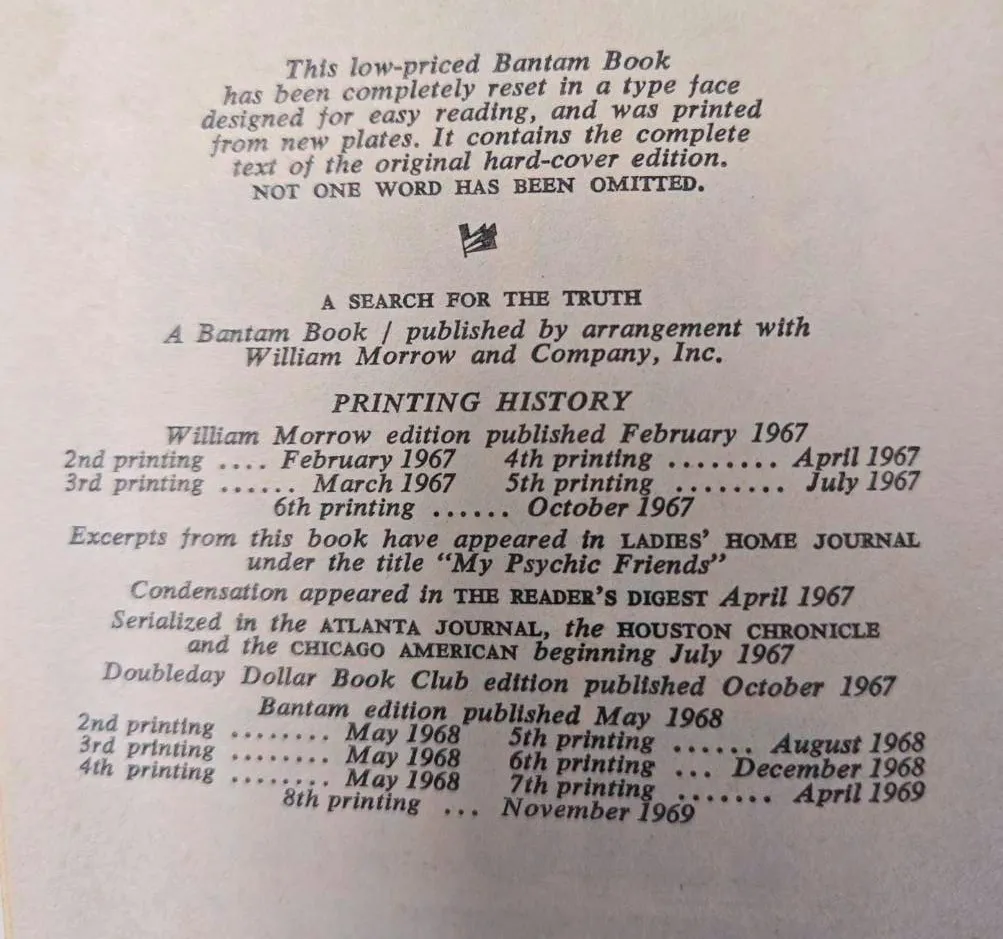 This low-priced Bantam Book
has been completely reset in a type face
designed for easy reading, and was printed
from new plates. It contains the complete
text of the original hard-cover edition.
NOT ONE WORD HAS BEEN OMITTED.
A SEARCH FOR THE TRUTH
A Bantam Book / published by arrangement with
William Morrow and Company, Inc.
PRINTING HISTORY
William Morrow edition published February 1967
2nd printing .... February 1967 4th printing ........ April 1967
3rd printing ...... March 1967 5th printing ........ July 1967
6th printing ...... October 1967
Excerpts from this book have appeared in LADIES' HOME JOURNAL
under the title "My Psychic Friends"
Condensation appeared in THE READER'S DIGEST April 1967
Serialized in the ATLANTA JOURNAL, the HOUSTON CHRONICLE
and the CHICAGO AMERICAN beginning July 1967
Doubleday Dollar Book Club edition published October 1967
Bantam edition published May 1968
2nd printing ........ May 1968 5th printing ...... August 1968
3rd printing ........ May 1968 6th printing ... December 1968
4th printing ........ May 1968 7th printing ....... April 1969
8th printing ... November 1969